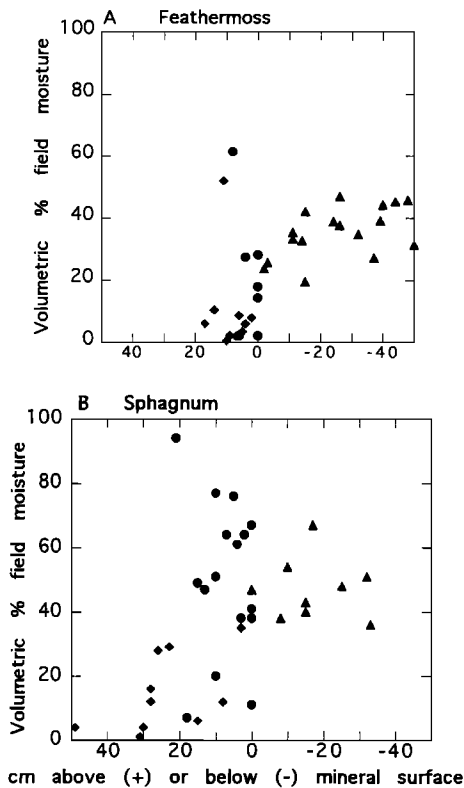 A Feathermoss
100
80
60
40
20
0
Volumetric % field moisture
40 20 0 -20 -40
B Sphagnum
100
80
60
40
20
0
Volumetric % field moisture
40 20 0 -20 -40
cm above (+) or below (-) mineral surface